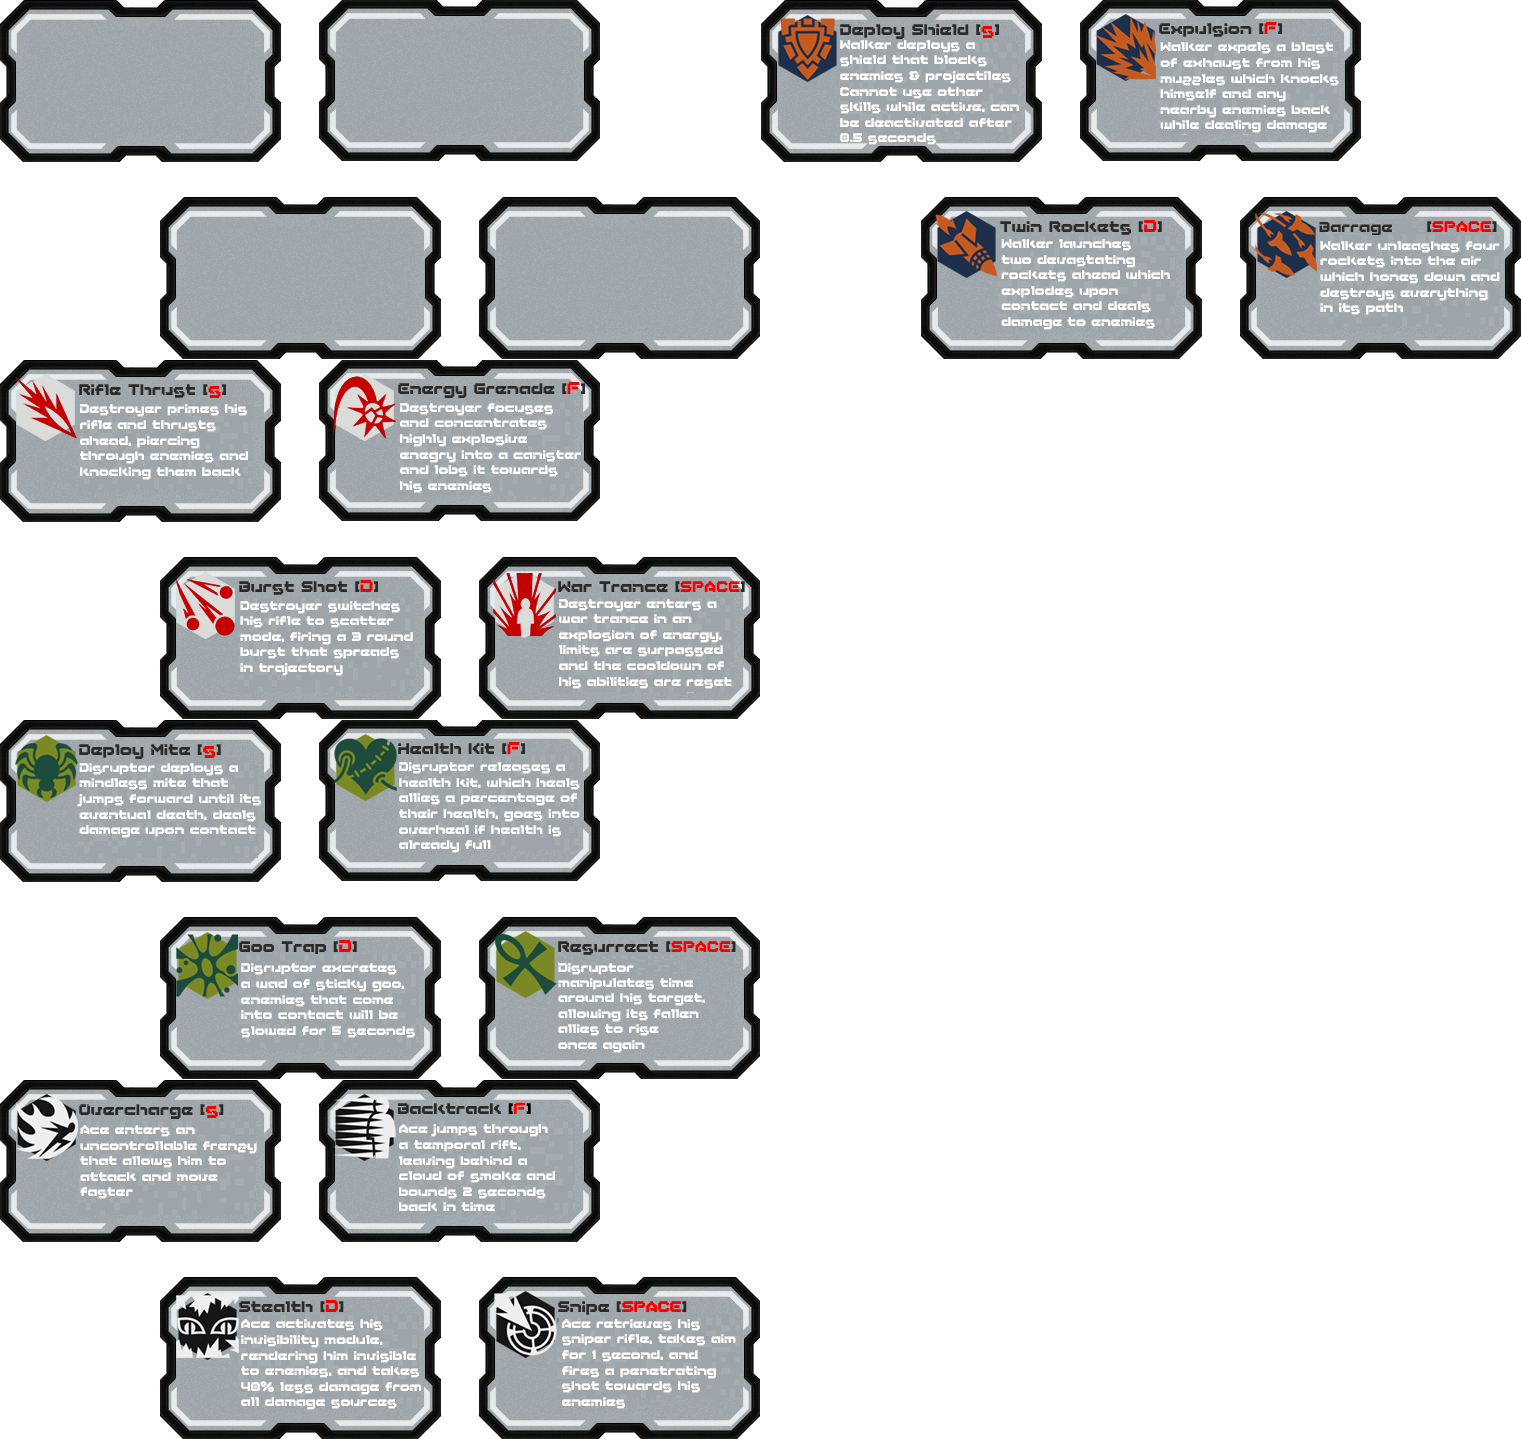 Deploy Shield [S]
Walker deploys a
shield that blocks
enemies & projectiles
Cannot use other
skills while active, can
be deactivated after
0.5 seconds
Expulsion [F]
Walker expels a blast
of exhaust from his
muzzles which knocks
himself and any
nearby enemies back
while dealing damage
Twin Rockets [D]
Walker launches
two devastating
rockets ahead which
explodes upon
contact and deals
damage to enemies
Barrage [SPACE]
Walker unleashes four
rockets into the air
which hones down and
destroys everything
in its path
Rifle Thrust [S]
Destroyer primes his
rifle and thrusts
ahead, piercing
through enemies and
knocking them back
Energy Grenade [F]
Destroyer focuses
and concentrates
highly explosive
enegry into a canister
and lobs it towards
his enemies
Burst Shot [D]
Destroyer switches
his rifle to scatter
mode, firing a 3 round
burst that spreads
in trajectory
War Trance [SPACE]
Destroyer enters a
war trance in an
explosion of energy,
limits are surpassed
and the cooldown of
his abilities are reset
Deploy Mite [S]
Disruptor deploys a
mindless mite that
jumps forward until its
eventual death, deals
damage upon contact
Health Kit [F]
Disruptor releases a
health kit, which heals
allies a percentage of
their health, goes into
overheal if health is
already full
Goo Trap [D]
Disruptor excretes
a wad of sticky goo,
enemies that come
into contact will be
slowed for 5 seconds
Resurrect [SPACE]
Disruptor
manipulates time
around his target,
allowing its fallen
allies to rise
once again
Overcharge [S]
Ace enters an
uncontrollable frenzy
that allows him to
attack and move
faster
Backtrack [F]
Ace jumps through
a temporal rift,
leaving behind a
cloud of smoke and
bounds 2 seconds
back in time
Stealth [D]
Ace activates his
invisibility module,
rendering him invisible
to enemies, and takes
40% less damage from
all damage sources
Snipe [SPACE]
Ace retrieves his
sniper rifle, takes aim
for 1 second, and
fires a penetrating
shot towards his
enemies